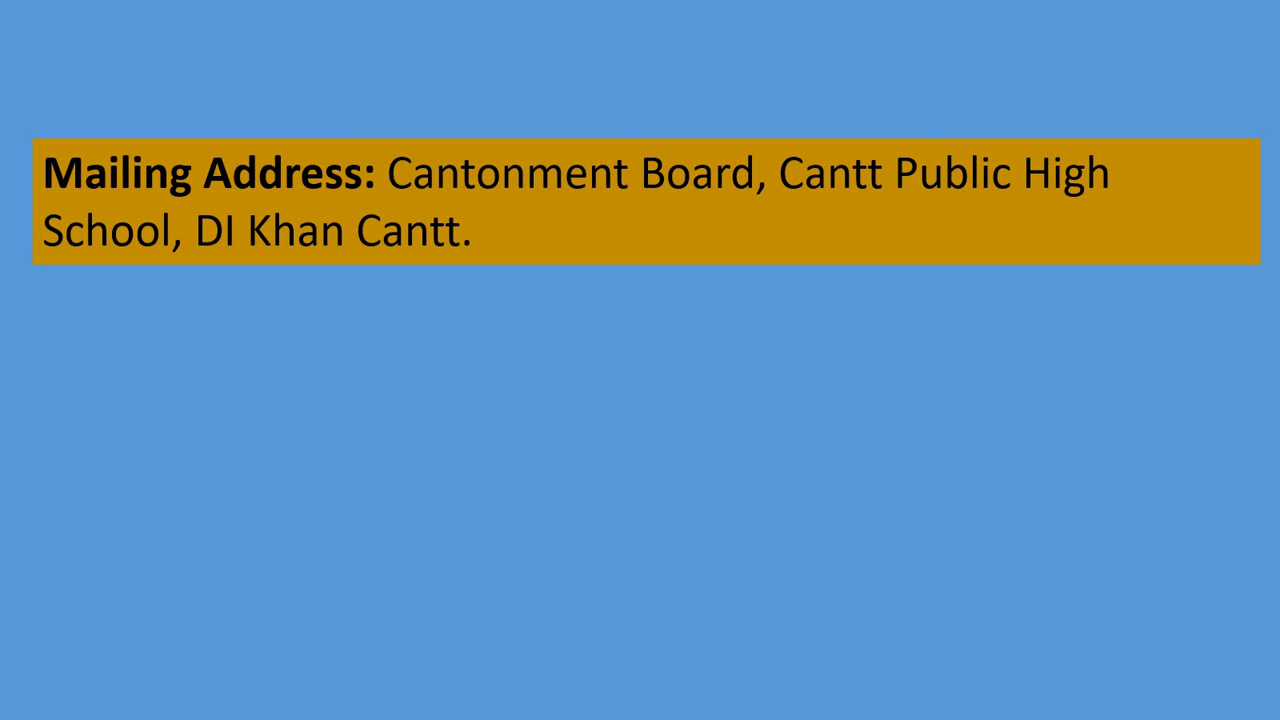 Mailing Address: Cantonment Board, Cantt Public High
School, DI Khan Cantt.